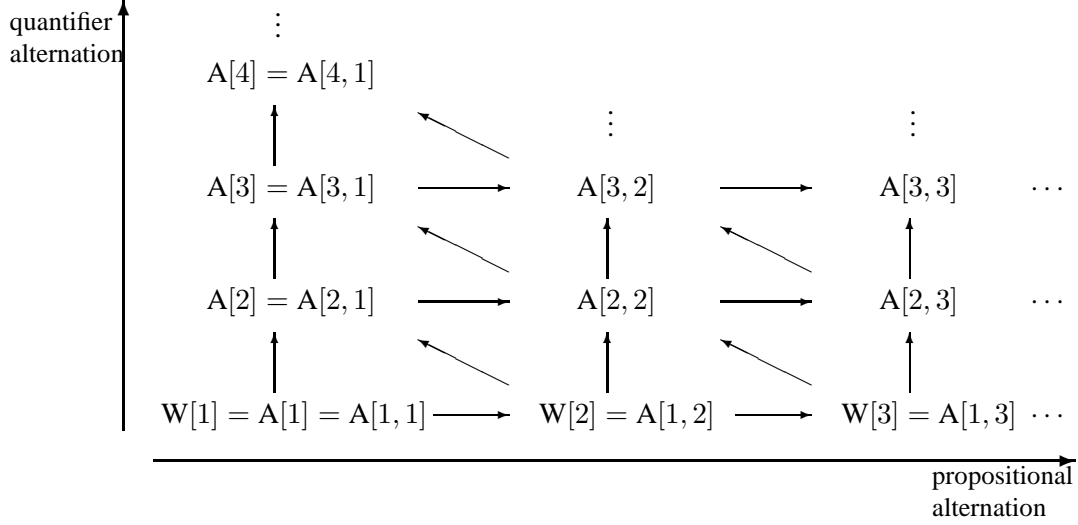 quantifier
alternation
⋮
A[4] = A[4, 1]
⋮ ⋮
A[3] = A[3, 1] A[3, 2] A[3, 3] ⋯
A[2] = A[2, 1] A[2, 2] A[2, 3] ⋯
W[1] = A[1] = A[1, 1] W[2] = A[1, 2] W[3] = A[1, 3] ⋯
propositional
alternation